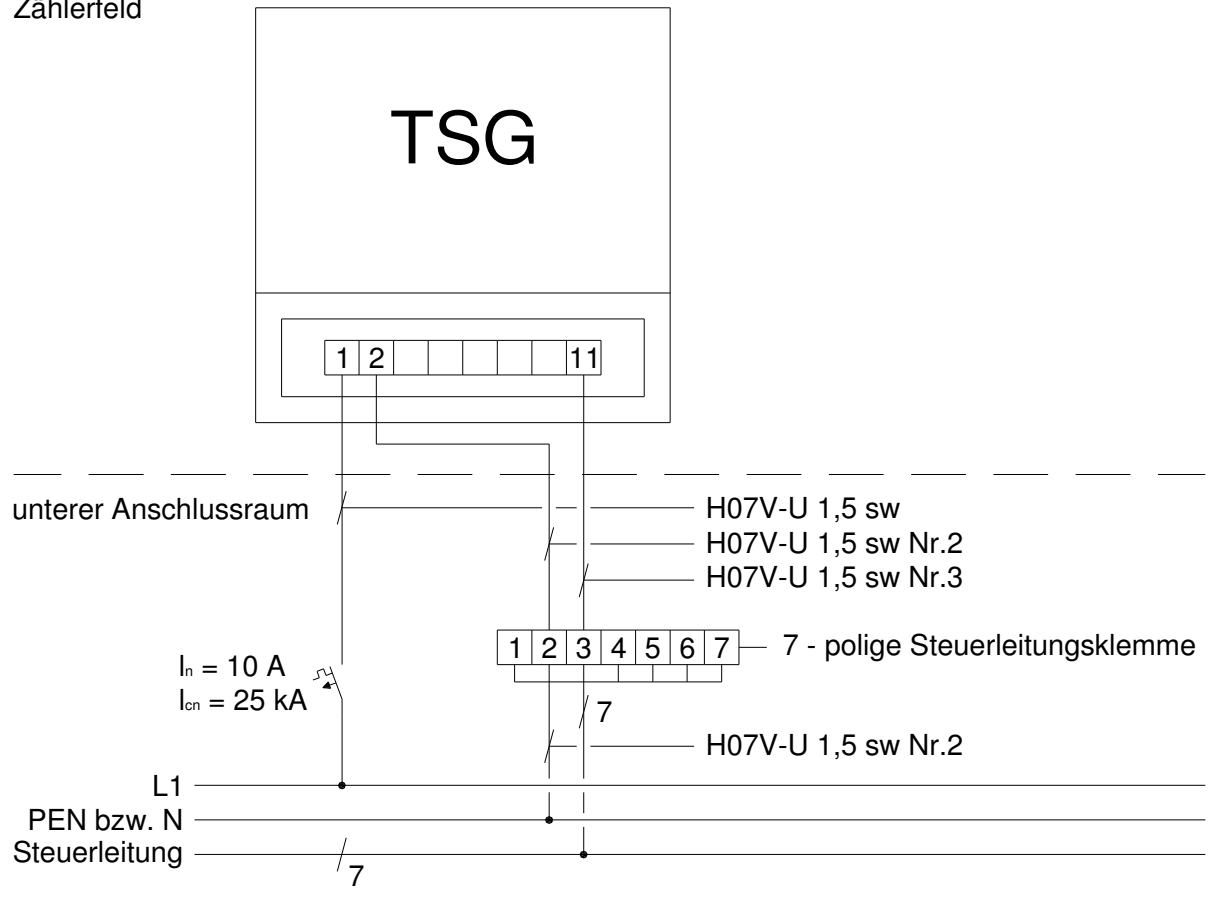 Zählerfeld
TSG
1 2 11
unterer Anschlussraum
H07V-U 1,5 sw
H07V-U 1,5 sw Nr.2
H07V-U 1,5 sw Nr.3
1 2 3 4 5 6 7
7 - polige Steuerleitungsklemme
In = 10 A
Icn = 25 kA
7
H07V-U 1,5 sw Nr.2
L1
PEN bzw. N
Steuerleitung
7